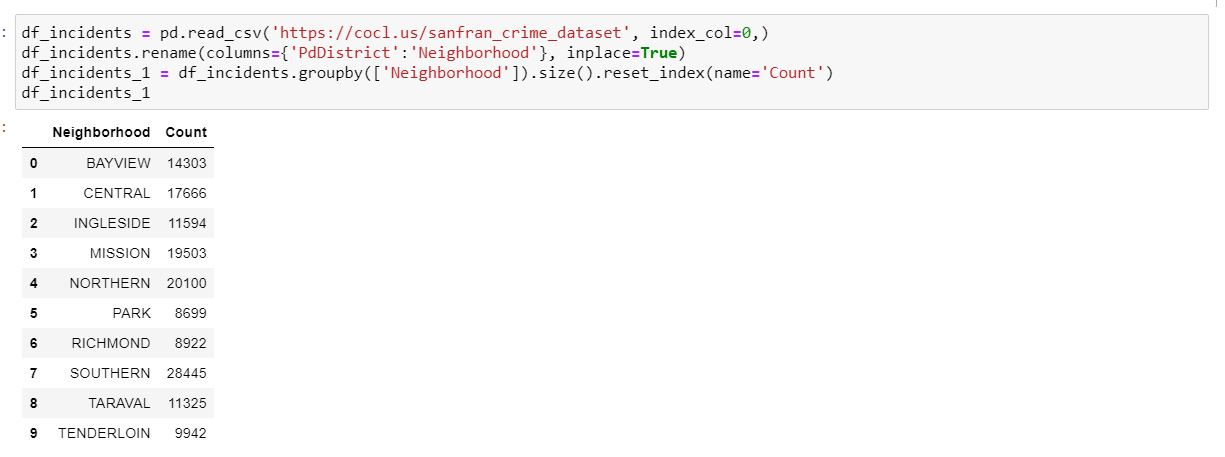 : df_incidents = pd.read_csv('https://cocl.us/sanfran_crime_dataset', index_col=0,)
df_incidents.rename(columns={'PdDistrict':'Neighborhood'}, inplace=True)
df_incidents_1 = df_incidents.groupby(['Neighborhood']).size().reset_index(name='Count')
df_incidents_1
:
Neighborhood Count
0 BAYVIEW 14303
1 CENTRAL 17666
2 INGLESIDE 11594
3 MISSION 19503
4 NORTHERN 20100
5 PARK 8699
6 RICHMOND 8922
7 SOUTHERN 28445
8 TARAVAL 11325
9 TENDERLOIN 9942